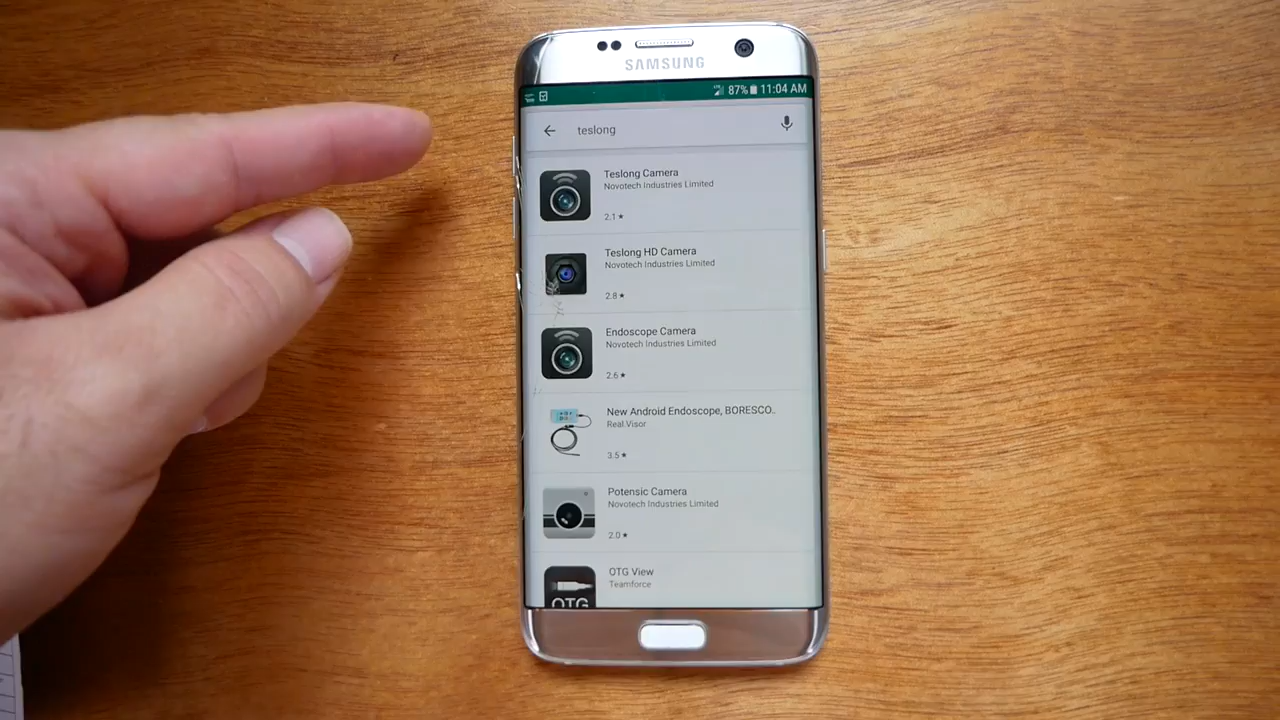 SAMSUNG
87% 11:04 AM
teslong
Teslong Camera
Novotech Industries Limited
2.1★
Teslong HD Camera
Novotech Industries Limited
2.8★
Endoscope Camera
Novotech Industries Limited
2.6★
New Android Endoscope, BORESCO..
Real.Visor
3.5★
Potensic Camera
Novotech Industries Limited
2.0★
OTG View
Teamforce
OTG